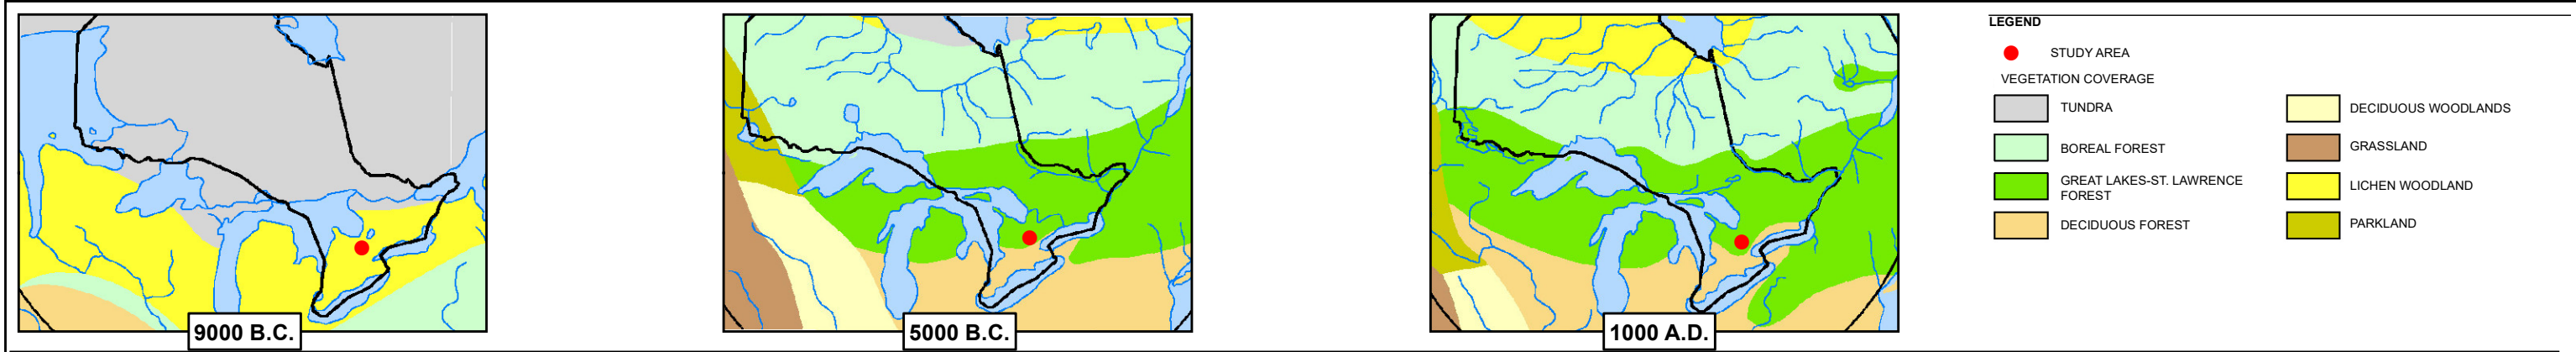 9000 B.C.
5000 B.C.
1000 A.D.
LEGEND
STUDY AREA
VEGETATION COVERAGE
TUNDRA
BOREAL FOREST
GREAT LAKES-ST. LAWRENCE
FOREST
DECIDUOUS FOREST
DECIDUOUS WOODLANDS
GRASSLAND
LICHEN WOODLAND
PARKLAND